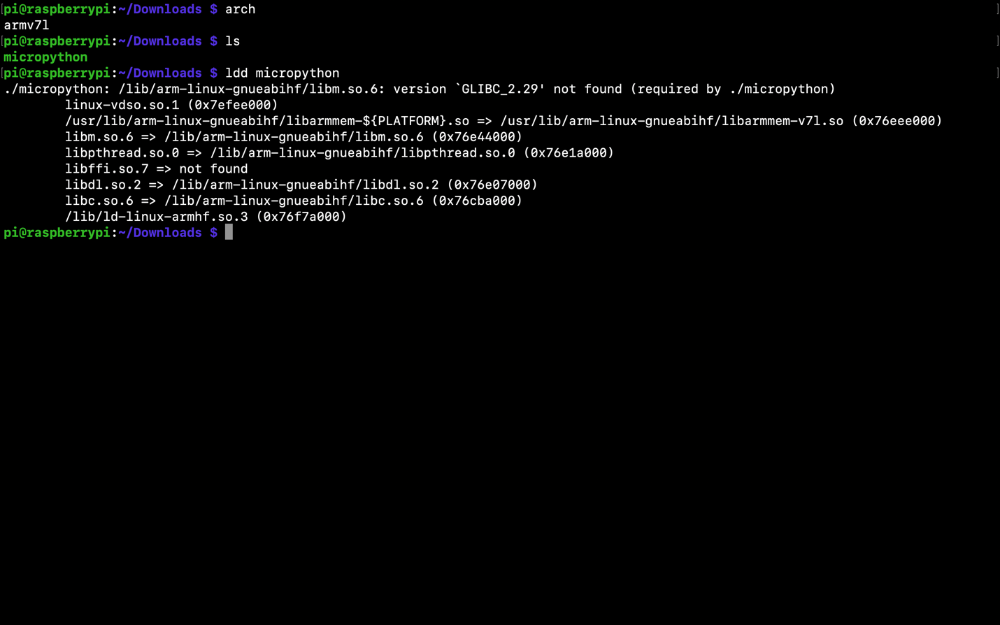 [pi@raspberrypi:~/Downloads $ arch ]
armv7l
[pi@raspberrypi:~/Downloads $ ls ]
micropython
[pi@raspberrypi:~/Downloads $ ldd micropython ]
./micropython: /lib/arm-linux-gnueabihf/libm.so.6: version `GLIBC_2.29' not found (required by ./micropython)
linux-vdso.so.1 (0x7efee000)
/usr/lib/arm-linux-gnueabihf/libarmmem-${PLATFORM}.so => /usr/lib/arm-linux-gnueabihf/libarmmem-v7l.so (0x76eee000)
libm.so.6 => /lib/arm-linux-gnueabihf/libm.so.6 (0x76e44000)
libpthread.so.0 => /lib/arm-linux-gnueabihf/libpthread.so.0 (0x76e1a000)
libffi.so.7 => not found
libdl.so.2 => /lib/arm-linux-gnueabihf/libdl.so.2 (0x76e07000)
libc.so.6 => /lib/arm-linux-gnueabihf/libc.so.6 (0x76cba000)
/lib/ld-linux-armhf.so.3 (0x76f7a000)
pi@raspberrypi:~/Downloads $